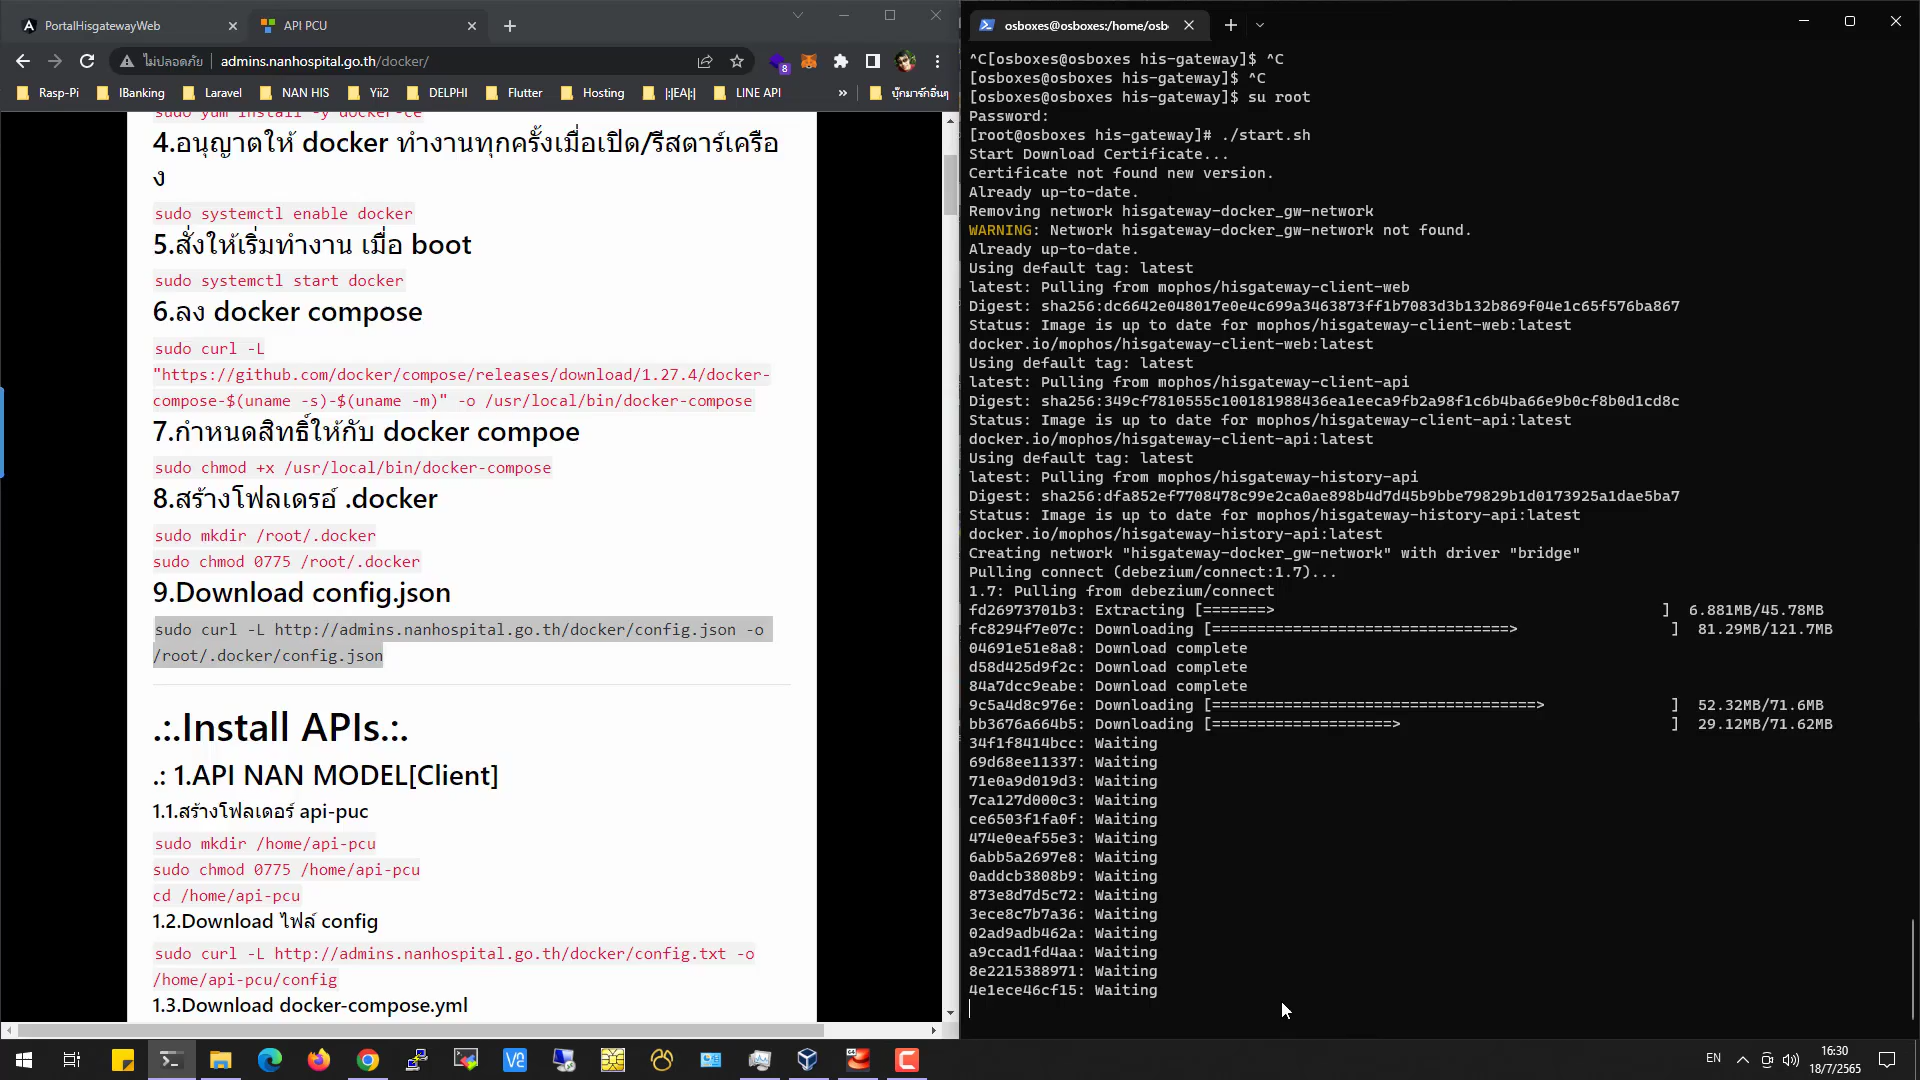 PortalHisgatewayWeb
API PCU
ไม่ปลอดภัย
admins.nanhospital.go.th/docker/
8
Rasp-Pi
IBanking
Laravel
NAN HIS
Yii2
DELPHI
Flutter
Hosting
|:|EA|:|
LINE API
»
บุ๊กมาร์กอื่นๆ
sudo yum install -y docker-ce
4.อนุญาตให้ docker ทำงานทุกครั้งเมื่อเปิด/รีสตาร์เครือ
ง
sudo systemctl enable docker
5.สั่งให้เริ่มทำงาน เมื่อ boot
sudo systemctl start docker
6.ลง docker compose
sudo curl -L
"https://github.com/docker/compose/releases/download/1.27.4/docker-
compose-$(uname -s)-$(uname -m)" -o /usr/local/bin/docker-compose
7.กำหนดสิทธิ์ให้กับ docker compoe
sudo chmod +x /usr/local/bin/docker-compose
8.สร้างโฟลเดรอ์ .docker
sudo mkdir /root/.docker
sudo chmod 0775 /root/.docker
9.Download config.json
sudo curl -L http://admins.nanhospital.go.th/docker/config.json -o
/root/.docker/config.json
.:.Install APIs.:.
.: 1.API NAN MODEL[Client]
1.1.สร้างโฟลเดอร์ api-puc
sudo mkdir /home/api-pcu
sudo chmod 0775 /home/api-pcu
cd /home/api-pcu
1.2.Download ไฟล์ config
sudo curl -L http://admins.nanhospital.go.th/docker/config.txt -o
/home/api-pcu/config
1.3.Download docker-compose.yml
osboxes@osboxes:/home/osb
^C[osboxes@osboxes his-gateway]$ ^C
[osboxes@osboxes his-gateway]$ ^C
[osboxes@osboxes his-gateway]$ su root
Password:
[root@osboxes his-gateway]# ./start.sh
Start Download Certificate...
Certificate not found new version.
Already up-to-date.
Removing network hisgateway-docker_gw-network
WARNING: Network hisgateway-docker_gw-network not found.
Already up-to-date.
Using default tag: latest
latest: Pulling from mophos/hisgateway-client-web
Digest: sha256:dc6642e048017e0e4c699a3463873ff1b7083d3b132b869f04e1c65f576ba867
Status: Image is up to date for mophos/hisgateway-client-web:latest
docker.io/mophos/hisgateway-client-web:latest
Using default tag: latest
latest: Pulling from mophos/hisgateway-client-api
Digest: sha256:349cf7810555c100181988436ea1eeca9fb2a98f1c6b4ba66e9b0cf8b0d1cd8c
Status: Image is up to date for mophos/hisgateway-client-api:latest
docker.io/mophos/hisgateway-client-api:latest
Using default tag: latest
latest: Pulling from mophos/hisgateway-history-api
Digest: sha256:dfa852ef7708478c99e2ca0ae898b4d7d45b9bbe79829b1d0173925a1dae5ba7
Status: Image is up to date for mophos/hisgateway-history-api:latest
docker.io/mophos/hisgateway-history-api:latest
Creating network "hisgateway-docker_gw-network" with driver "bridge"
Pulling connect (debezium/connect:1.7)...
1.7: Pulling from debezium/connect
fd26973701b3: Extracting [=======> ] 6.881MB/45.78MB
fc8294f7e07c: Downloading [=================================> ] 81.29MB/121.7MB
04691e51e8a8: Download complete
d58d425d9f2c: Download complete
84a7dcc9eabe: Download complete
9c5a4d8c976e: Downloading [====================================> ] 52.32MB/71.6MB
bb3676a664b5: Downloading [====================> ] 29.12MB/71.62MB
34f1f8414bcc: Waiting
69d68ee11337: Waiting
71e0a9d019d3: Waiting
7ca127d000c3: Waiting
ce6503f1fa0f: Waiting
474e0eaf55e3: Waiting
6abb5a2697e8: Waiting
0addcb3808b9: Waiting
873e8d7d5c72: Waiting
3ece8c7b7a36: Waiting
02ad9adb462a: Waiting
a9ccad1fd4aa: Waiting
8e2215388971: Waiting
4e1ece46cf15: Waiting
EN
16:30
18/7/2565